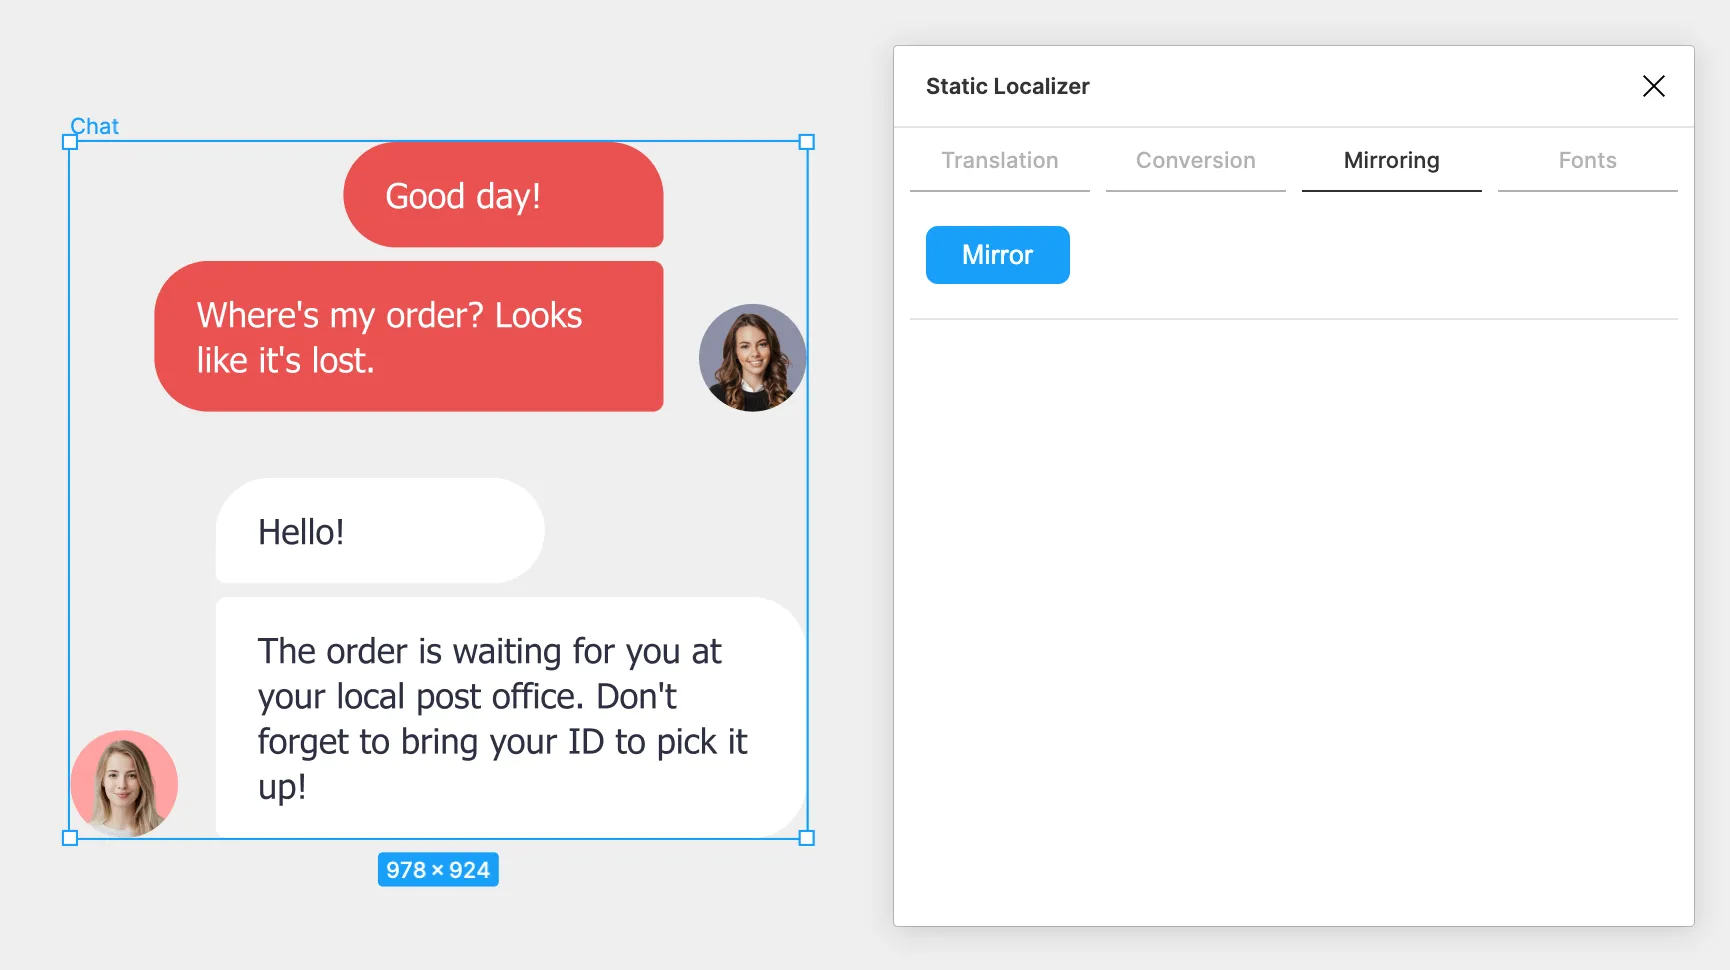 Chat
Good day!
Where's my order? Looks
like it's lost.
Hello!
The order is waiting for you at
your local post office. Don't
forget to bring your ID to pick it
up!
978 × 924
Static Localizer
Translation
Conversion
Mirroring
Fonts
Mirror